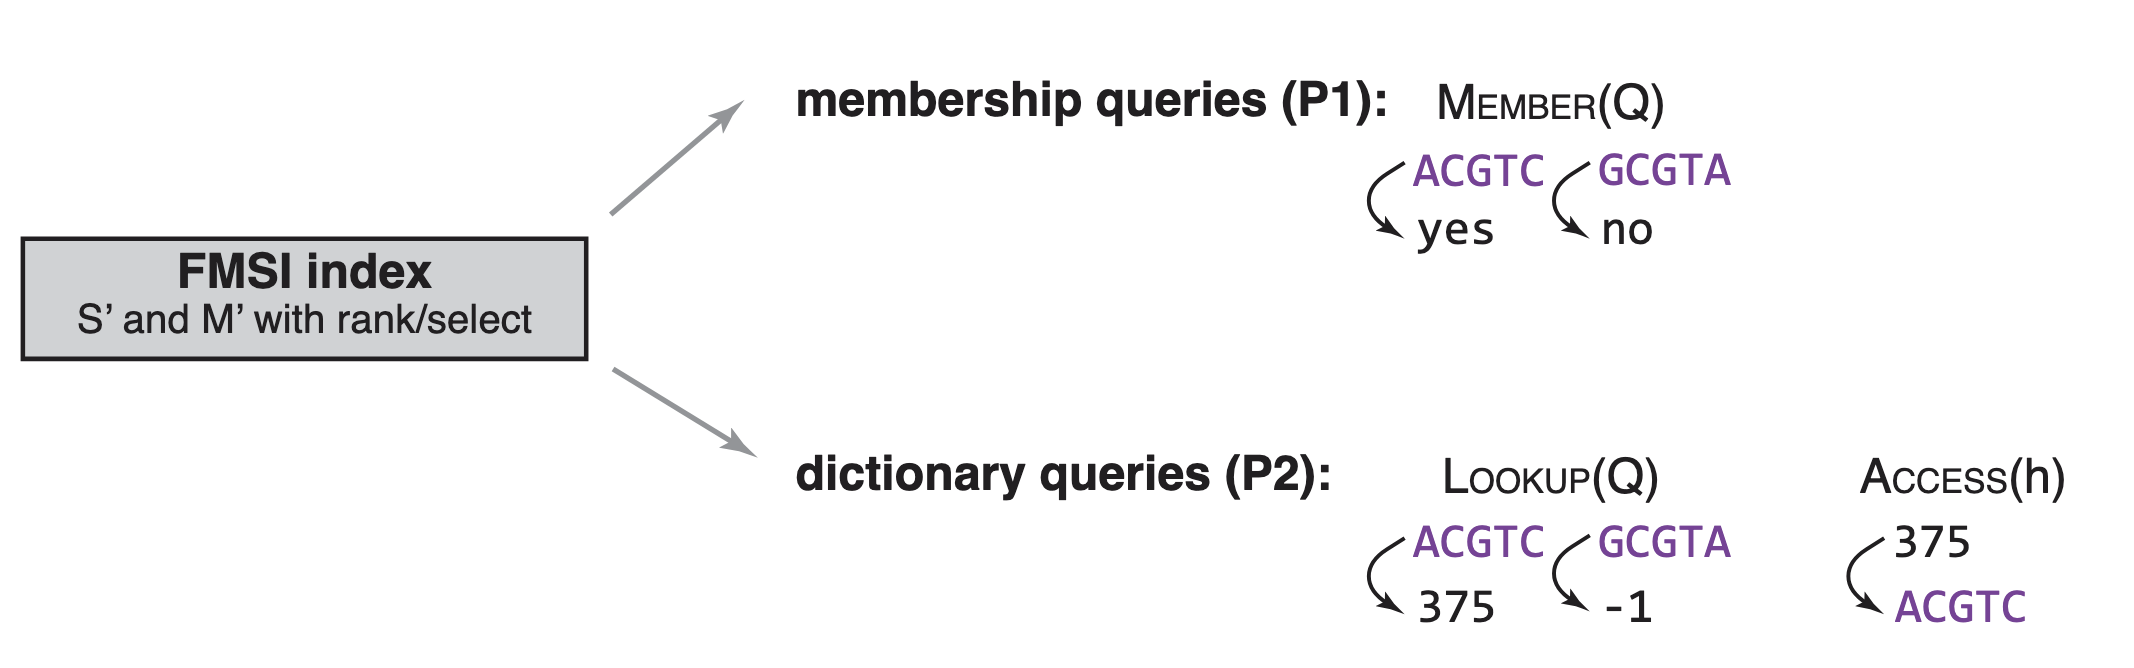 membership queries (P1): MEMBER(Q)
ACGTC GCGTA
yes no
FMSI index
S’ and M’ with rank/select
dictionary queries (P2): LOOKUP(Q) ACCESS(h)
ACGTC GCGTA 375
375 -1 ACGTC